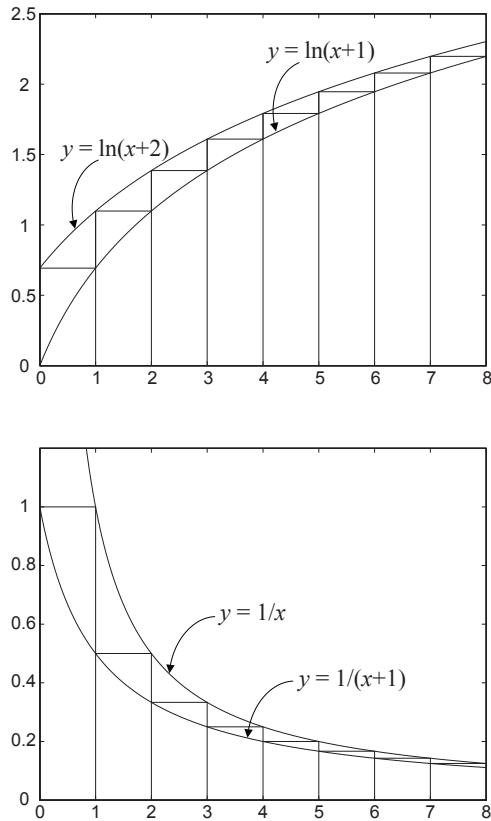 2.5
y = ln(x+1)
2
y = ln(x+2)
1.5
1
0.5
0
0 1 2 3 4 5 6 7 8
1
0.8
0.6
y = 1/x
0.4
y = 1/(x+1)
0.2
0
0 1 2 3 4 5 6 7 8